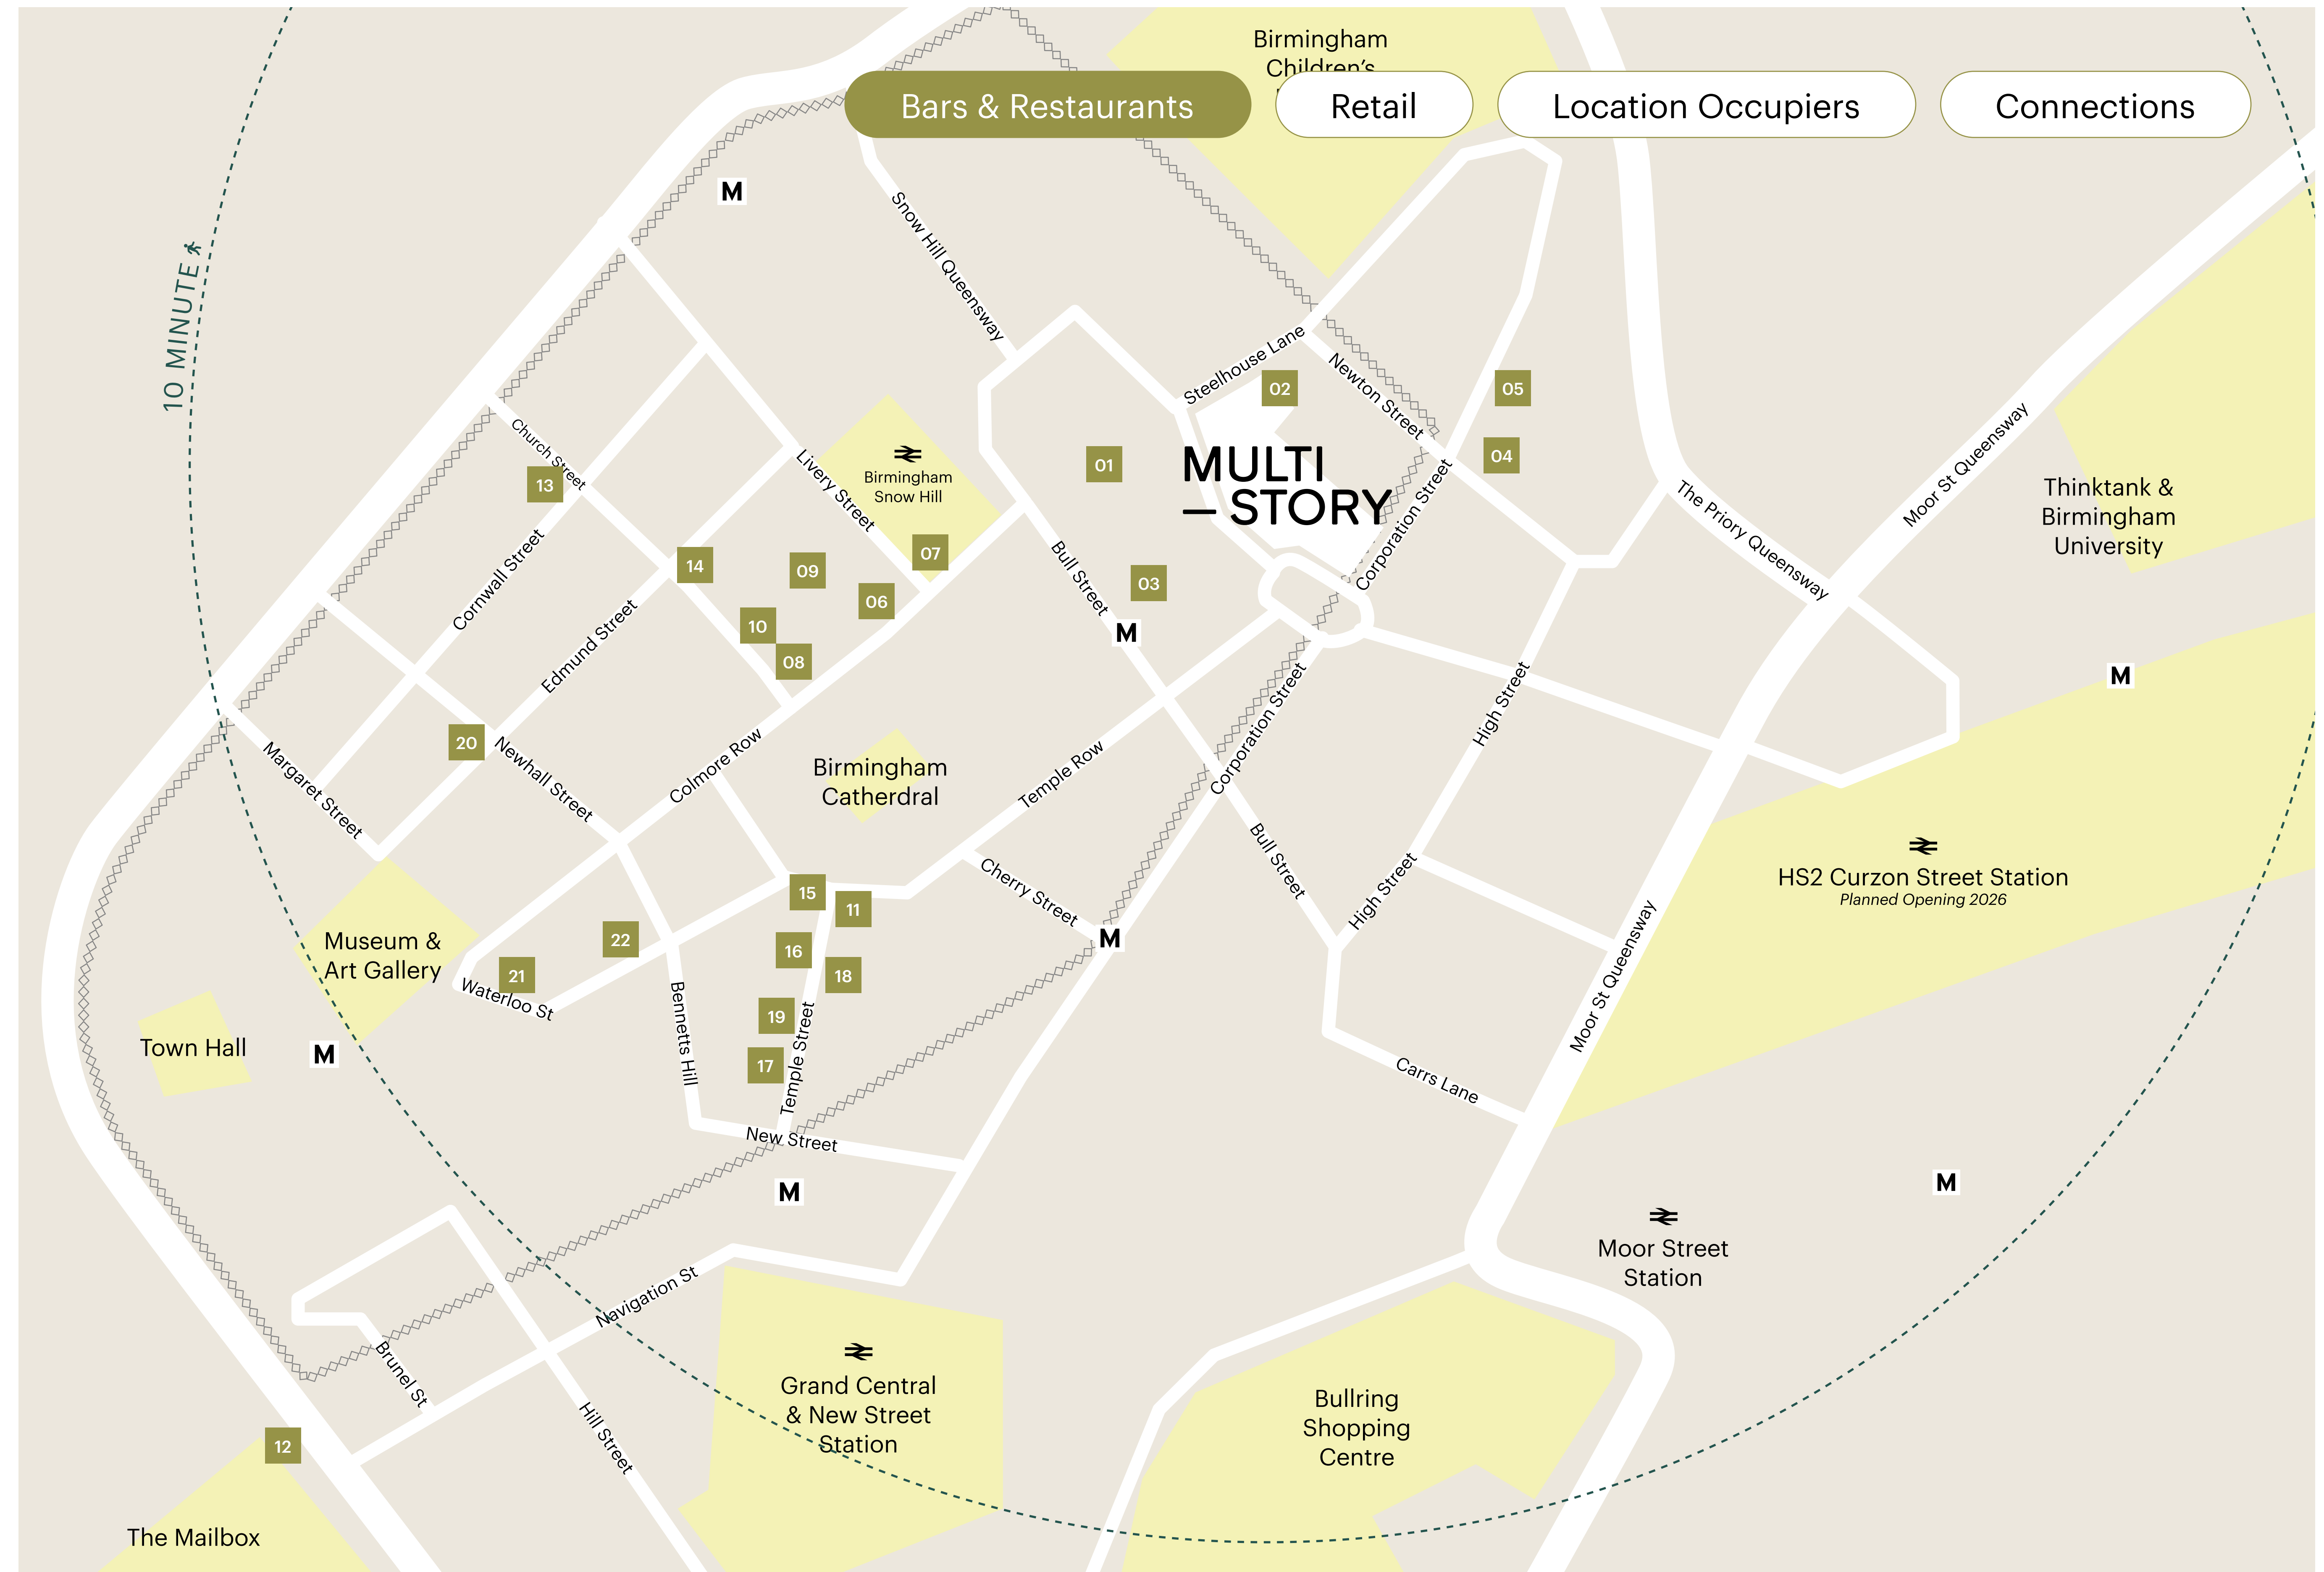 Birmingham
Children's
Bars & Restaurants
Retail
Location Occupiers
Connections
10 MINUTE
M
Snow Hill Queensway
Steelhouse Lane
Newton Street
02
05
04
01
MULTI
— STORY
Corporation Street
The Priory Queensway
Moor St Queensway
Thinktank &
Birmingham
University
Church Street
13
Livery Street
Birmingham
Snow Hill
07
Cornwall Street
14
09
06
10
08
Edmund Street
Bull Street
03
M
M
20
Newhall Street
Margaret Street
Colmore Row
Birmingham
Catherdral
Temple Row
Corporation Street
High Street
HS2 Curzon Street Station
Planned Opening 2026
Cherry Street
Bull Street
High Street
M
15
11
22
16
18
21
Waterloo St
Museum &
Art Gallery
Bennetts Hill
19
17
Temple Street
Town Hall
M
Moor St Queensway
Carrs Lane
New Street
M
M
Moor Street
Station
Navigation St
Brunel St
Hill Street
Grand Central
& New Street
Station
Bullring
Shopping
Centre
12
The Mailbox